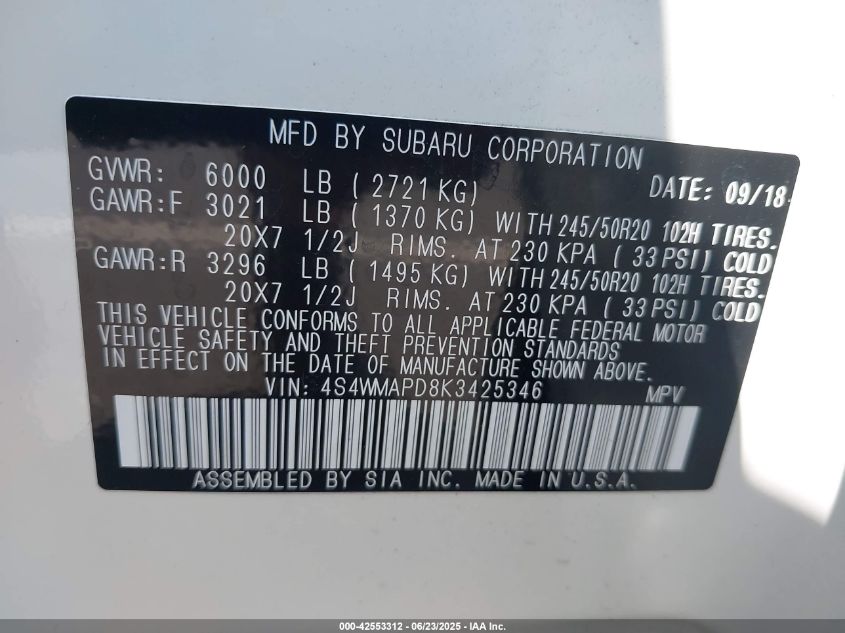 MFD BY SUBARU CORPORATION
GVWR: 6000 LB ( 2721 KG) DATE: 09/18
GAWR:F 3021 LB ( 1370 KG) WITH 245/50R20 102H TIRES.
20X7 1/2J RIMS. AT 230 KPA ( 33 PSI) COLD
GAWR:R 3296 LB ( 1495 KG) WITH 245/50R20 102H TIRES.
20X7 1/2J RIMS. AT 230 KPA ( 33 PSI) COLD
THIS VEHICLE CONFORMS TO ALL APPLICABLE FEDERAL MOTOR
VEHICLE SAFETY AND THEFT PREVENTION STANDARDS
IN EFFECT ON THE DATE OF MANUFACTURE SHOWN ABOVE.
VIN: 4S4WMAPD8K3425346 MPV
ASSEMBLED BY SIA INC. MADE IN U.S.A.
000-42553312 - 06/23/2025 - IAA Inc.